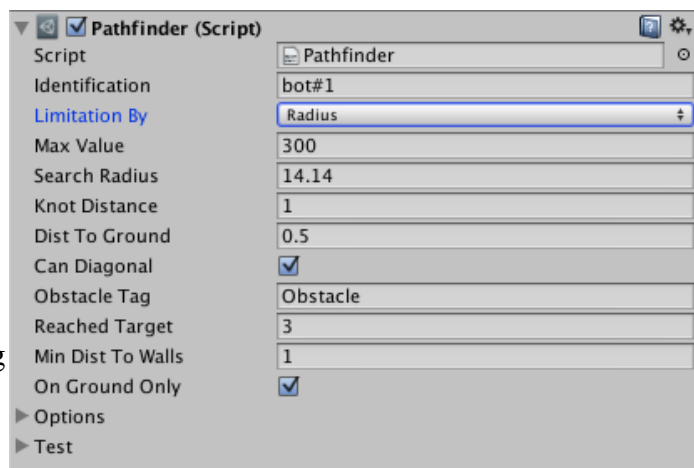 Pathfinder (Script)
Script Pathfinder
Identification bot#1
Limitation By Radius
Max Value 300
Search Radius 14.14
Knot Distance 1
Dist To Ground 0.5
Can Diagonal
Obstacle Tag Obstacle
Reached Target 3
g Min Dist To Walls 1
On Ground Only
Options
Test